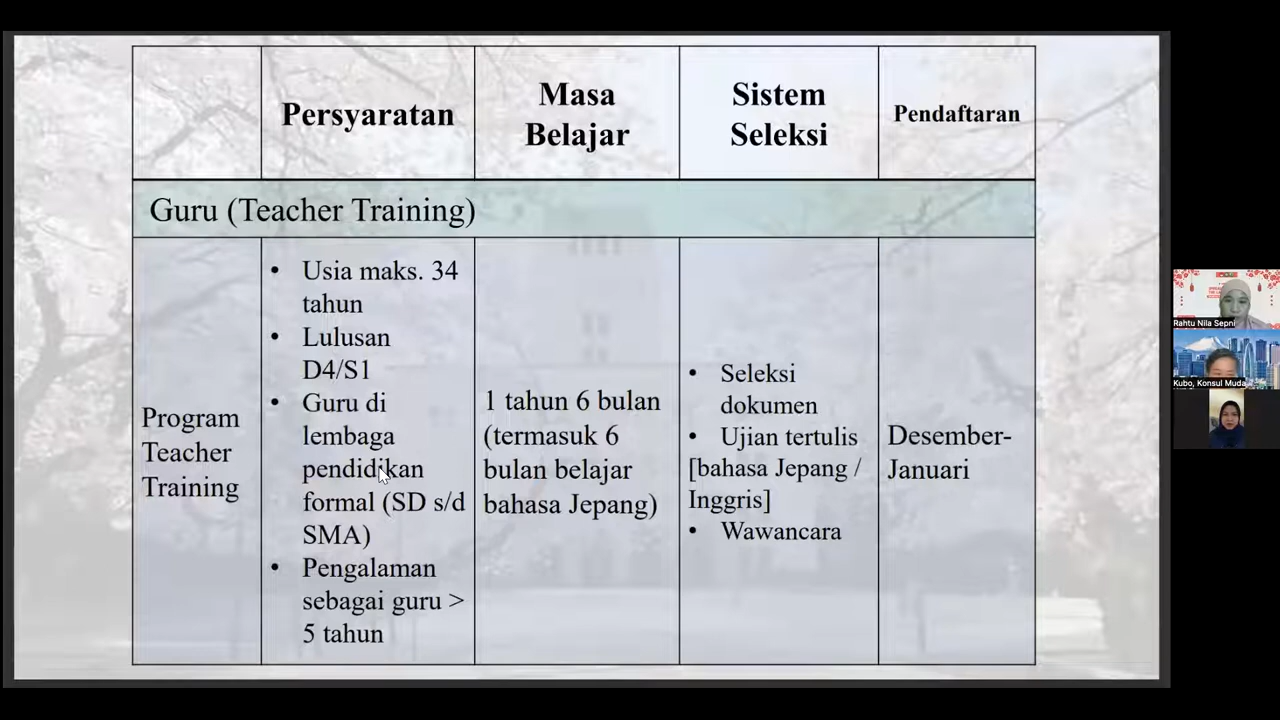 Persyaratan
Masa
Belajar
Sistem
Seleksi
Pendaftaran
Guru (Teacher Training)
Program
Teacher
Training
• Usia maks. 34
tahun
• Lulusan
D4/S1
• Guru di
lembaga
pendidikan
formal (SD s/d
SMA)
• Pengalaman
sebagai guru >
5 tahun
1 tahun 6 bulan
(termasuk 6
bulan belajar
bahasa Jepang)
• Seleksi
dokumen
• Ujian tertulis
[bahasa Jepang /
Inggris]
• Wawancara
Desember-
Januari
Rahtu Nila Sepni
Kubo, Konsul Muda